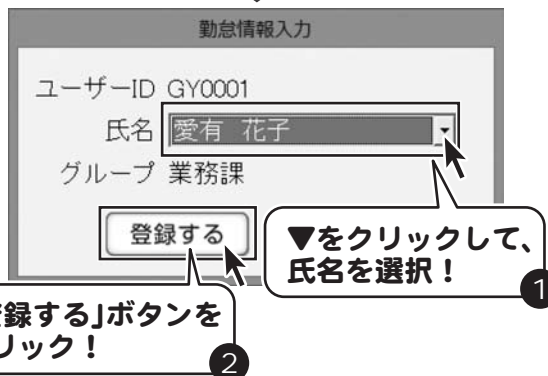 勤怠情報入力
ユーザーID GY0001
氏名 愛有 花子
グループ 業務課
登録する
▼をクリックして、
氏名を選択！
1
録する」ボタンを
リック！
2